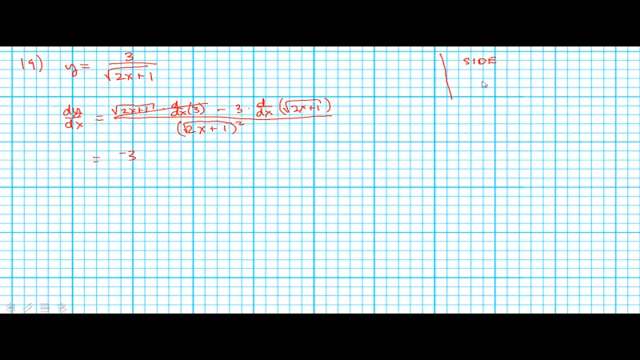 19) y = 3/√(2x+1)
SIDE
dy/dx = (√(2x+1) · d/dx(3) − 3 · d/dx(√(2x+1))) / (√(2x+1))²
= −3